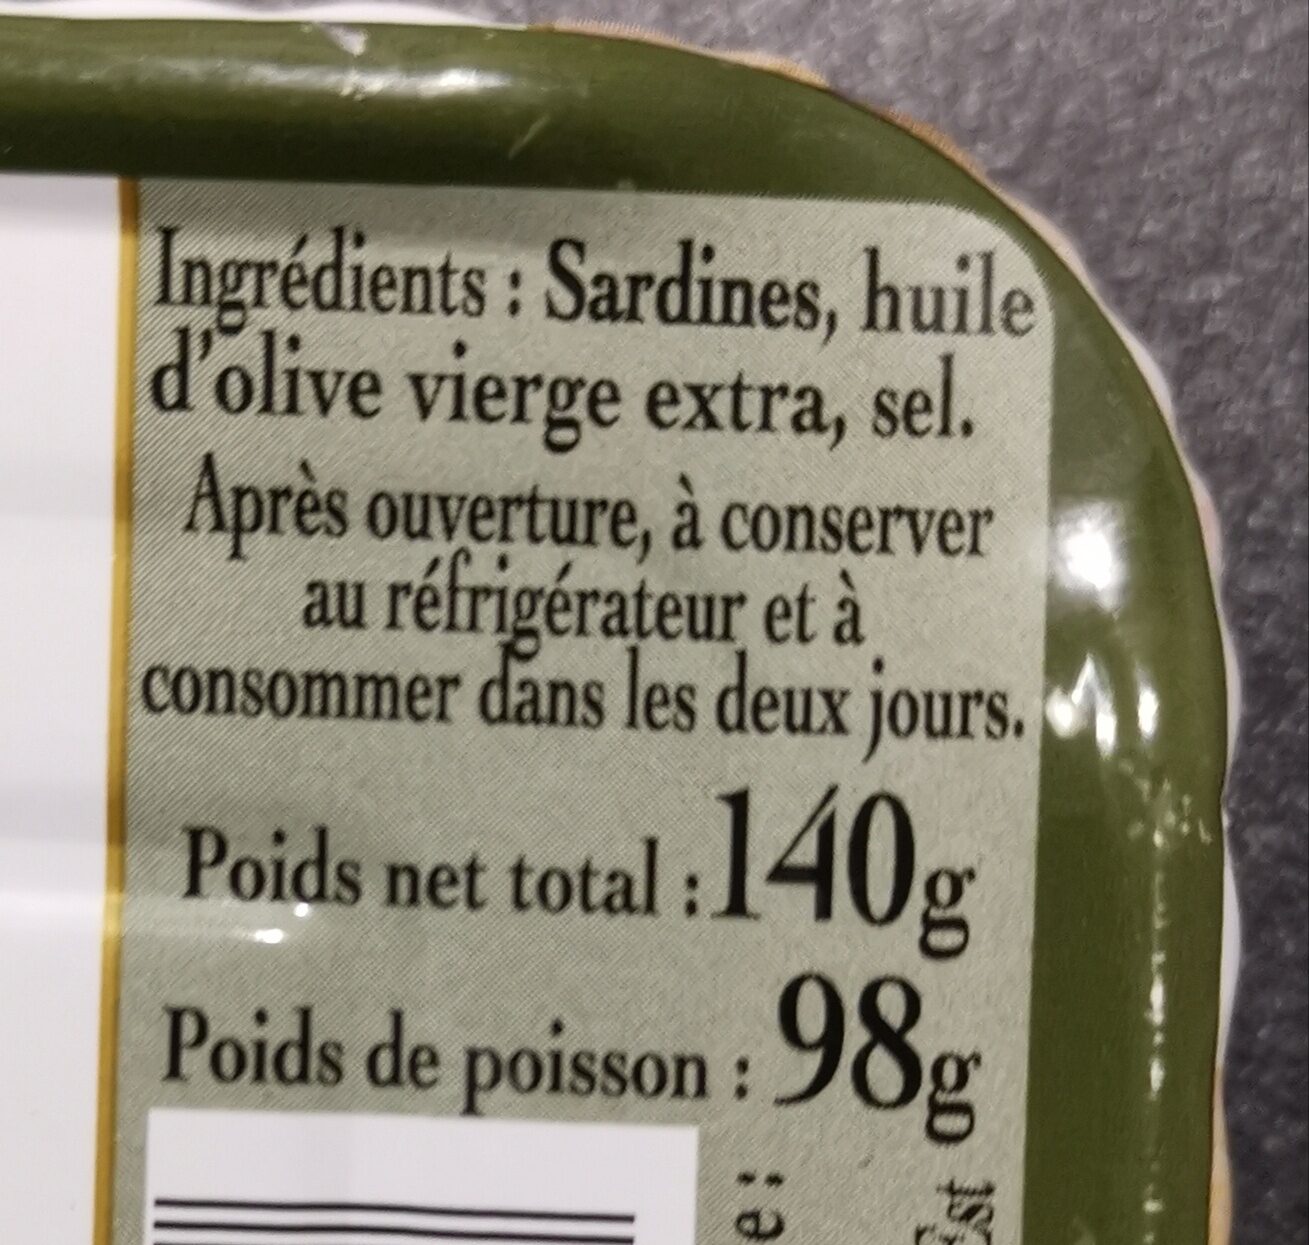 Ingrédients : Sardines, huile
d'olive vierge extra, sel.
Après ouverture, à conserver
au réfrigérateur et à
consommer dans les deux jours.
Poids net total : 140g
Poids de poisson : 98g